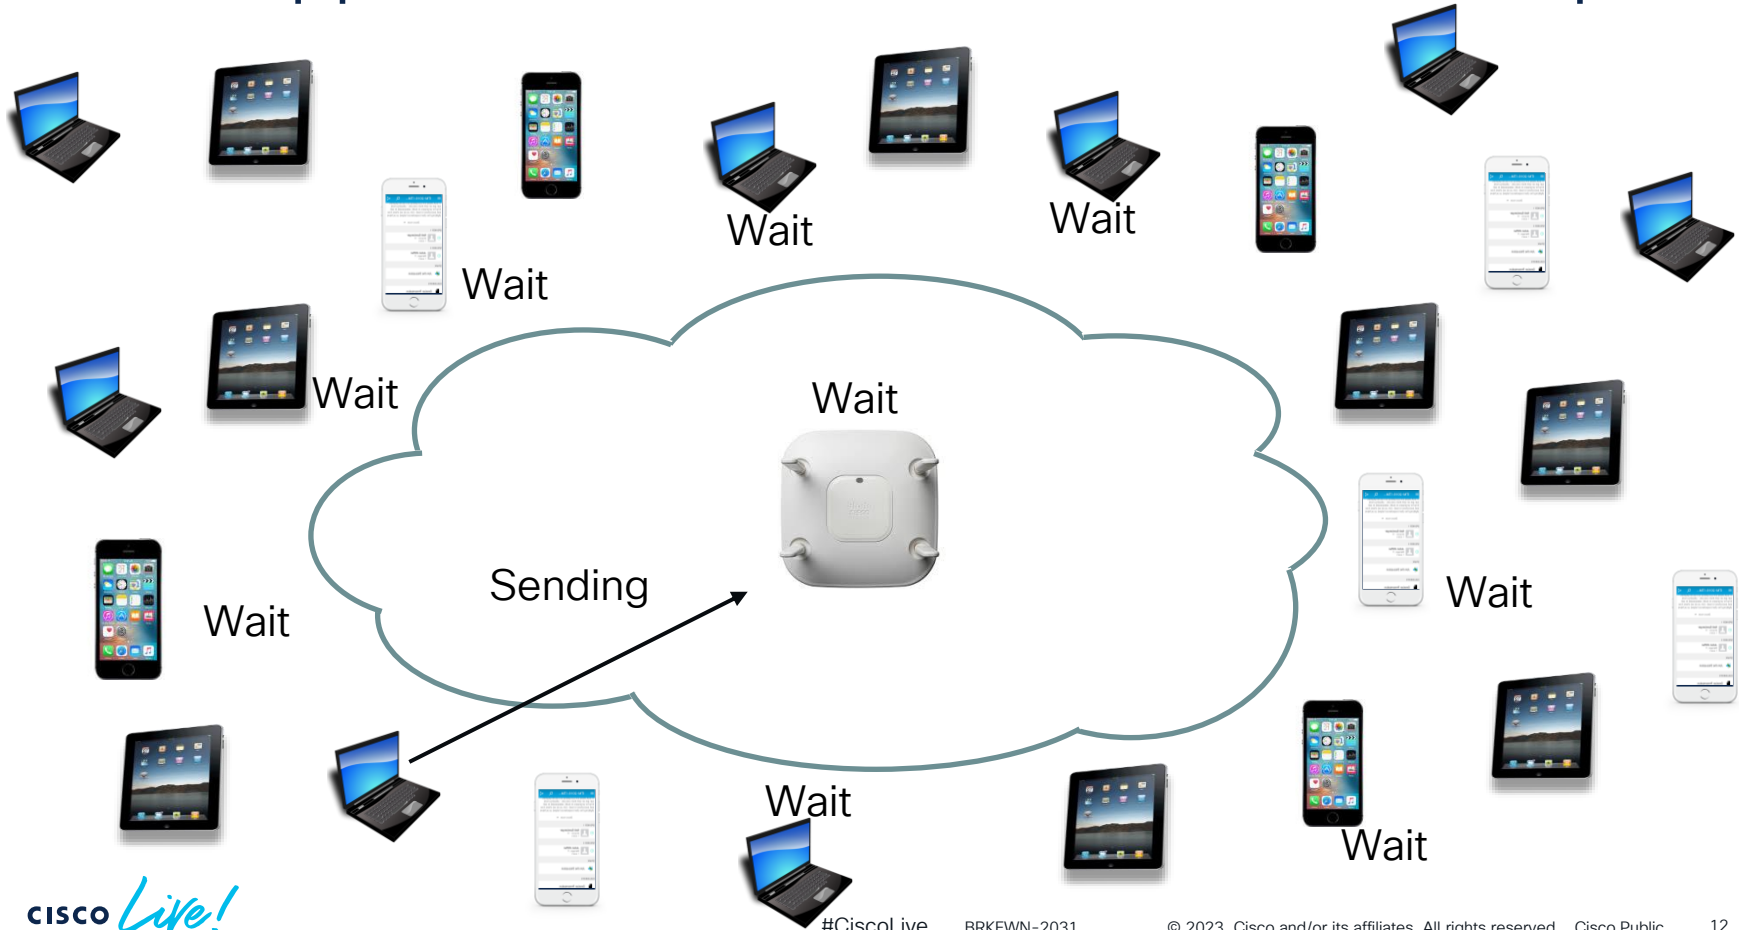 Wait
Wait
Wait
Wait
Wait
Sending
Wait
Wait
Wait
Wait
CISCO Live!
#CiscoLive BRKEWN-2031 © 2023 Cisco and/or its affiliates. All rights reserved. Cisco Public 12